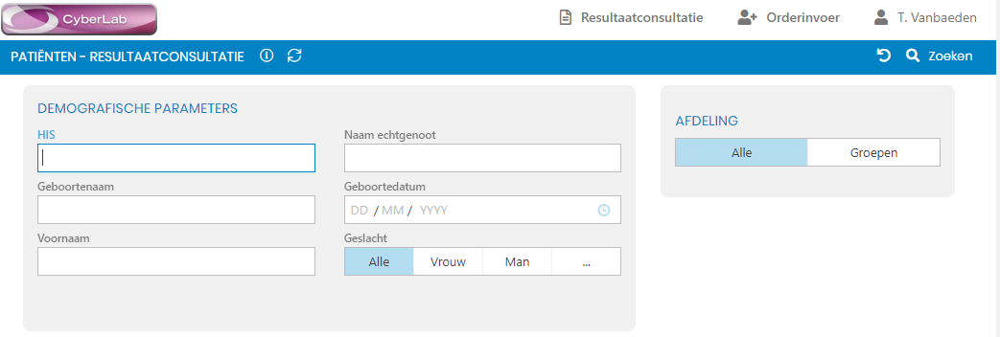 CyberLab
Resultaatconsultatie
Orderinvoer
T. Vanbaeden
PATIËNTEN - RESULTAATCONSULTATIE
Zoeken
DEMOGRAFISCHE PARAMETERS
HIS
Naam echtgenoot
Geboortenaam
Geboortedatum
DD / MM / YYYY
Voornaam
Geslacht
Alle Vrouw Man ...
AFDELING
Alle Groepen